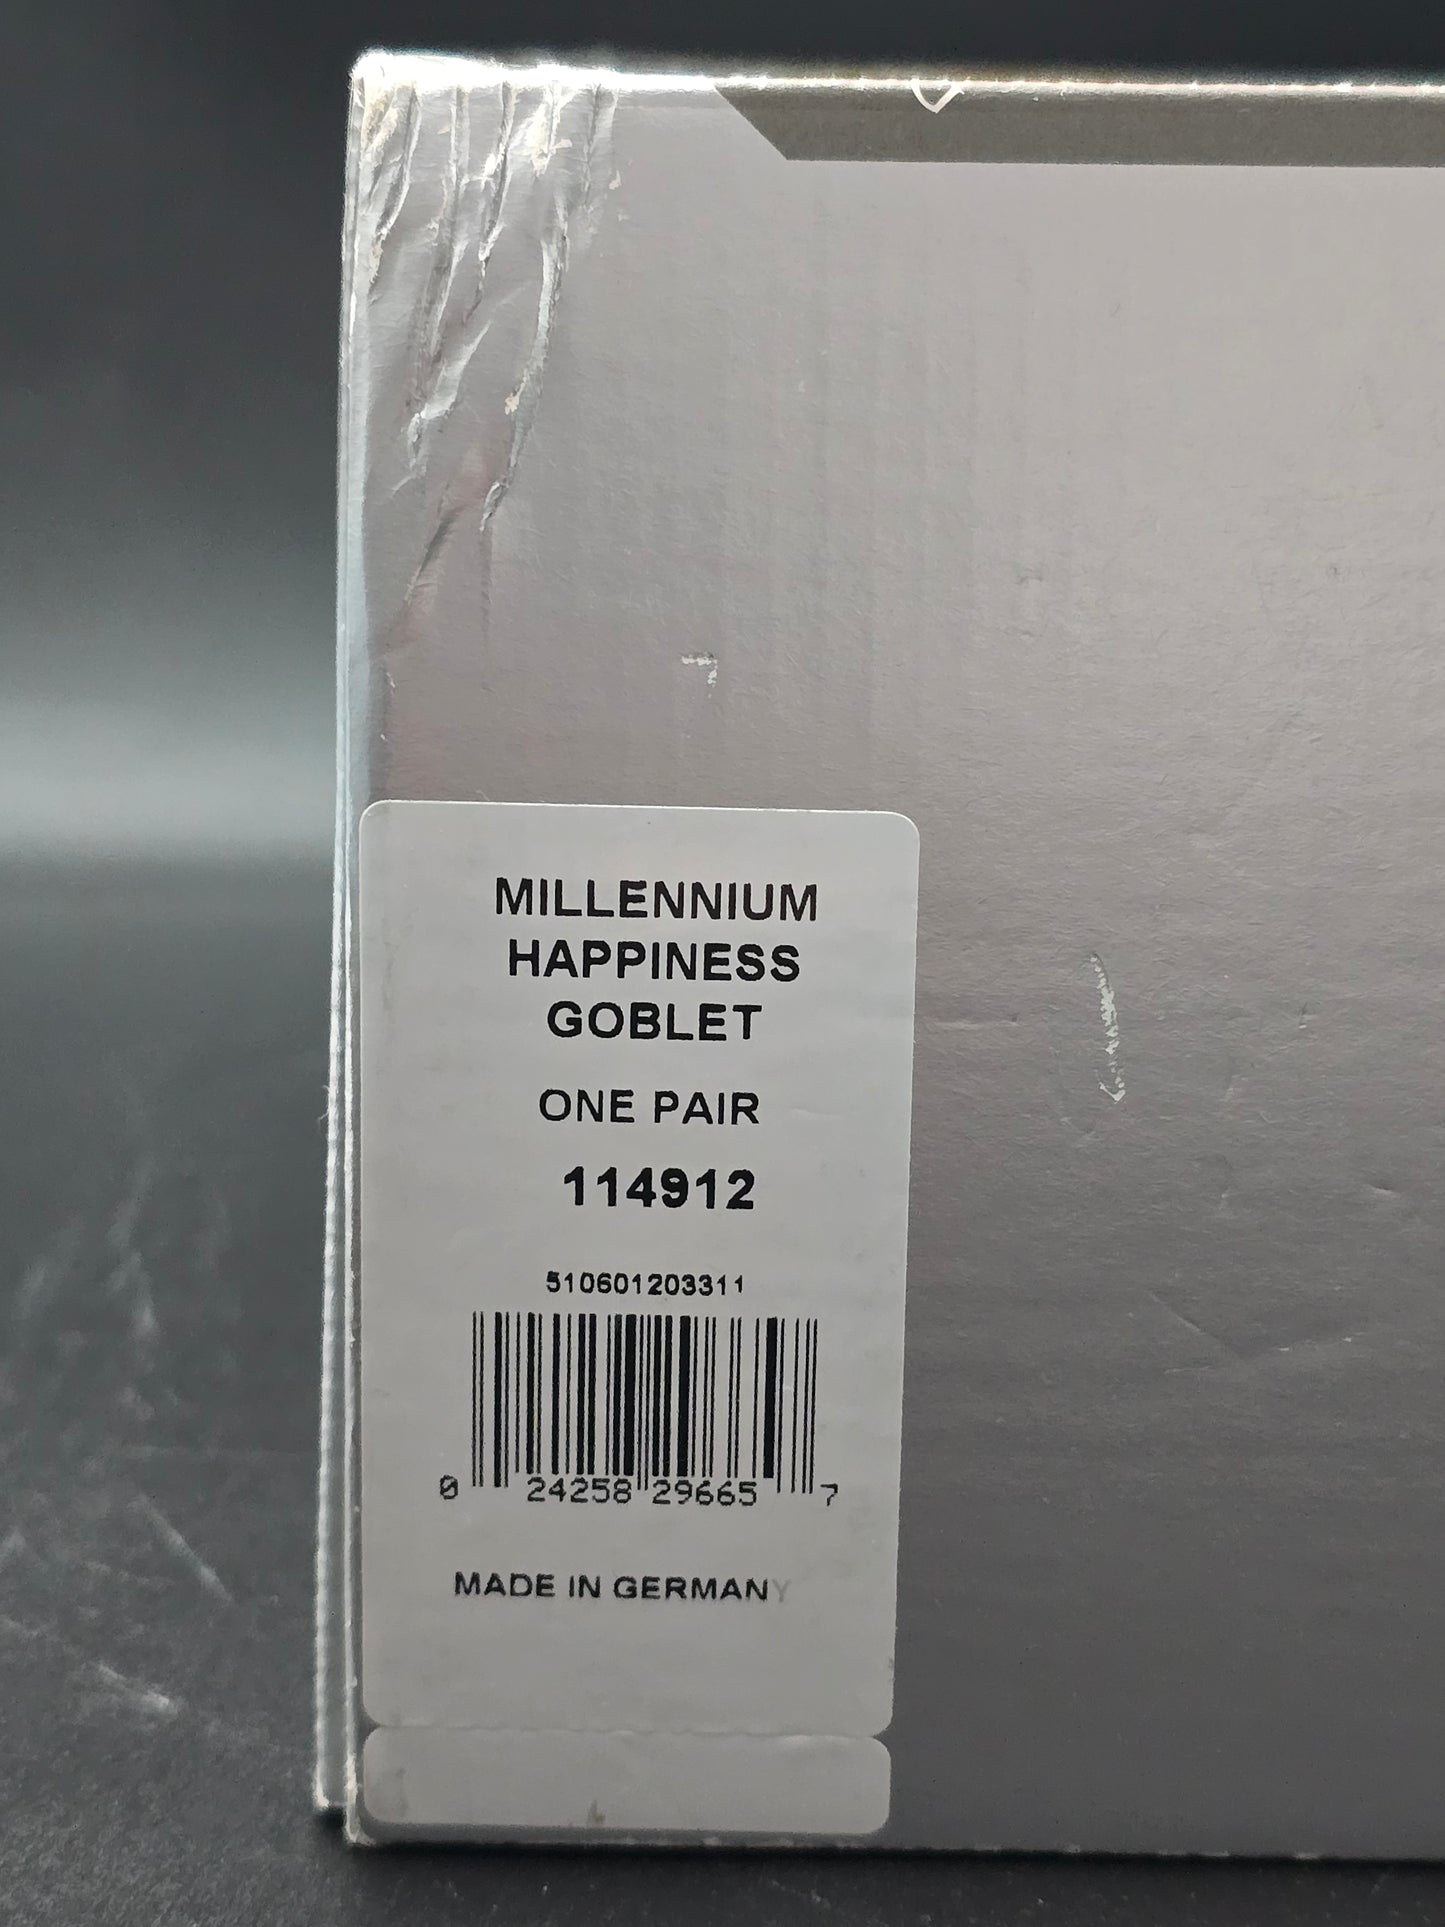 MILLENNIUM
HAPPINESS
GOBLET
ONE PAIR
114912
510601203311
0 24258 29665 7
MADE IN GERMANY